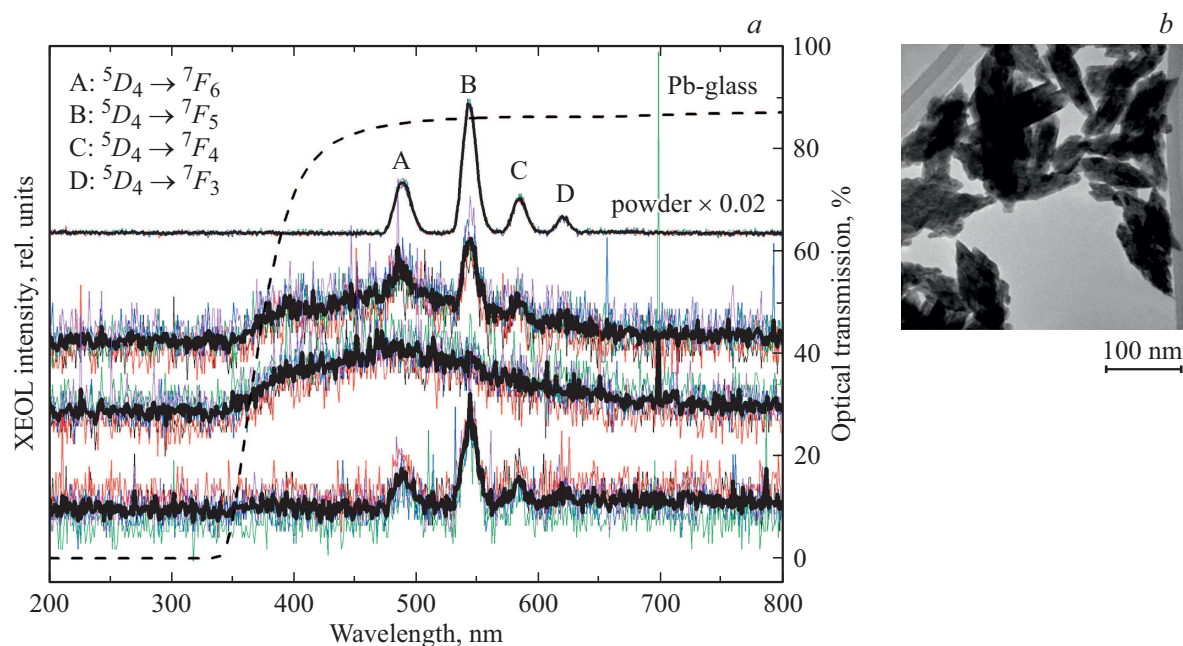 a
b
A: ⁵D₄ → ⁷F₆
B: ⁵D₄ → ⁷F₅
C: ⁵D₄ → ⁷F₄
D: ⁵D₄ → ⁷F₃
B
Pb-glass
A
C
D
powder × 0.02
XEOL intensity, rel. units
100
80
60
40
20
0
Optical transmission, %
200
300
400
500
600
700
800
Wavelength, nm
100 nm